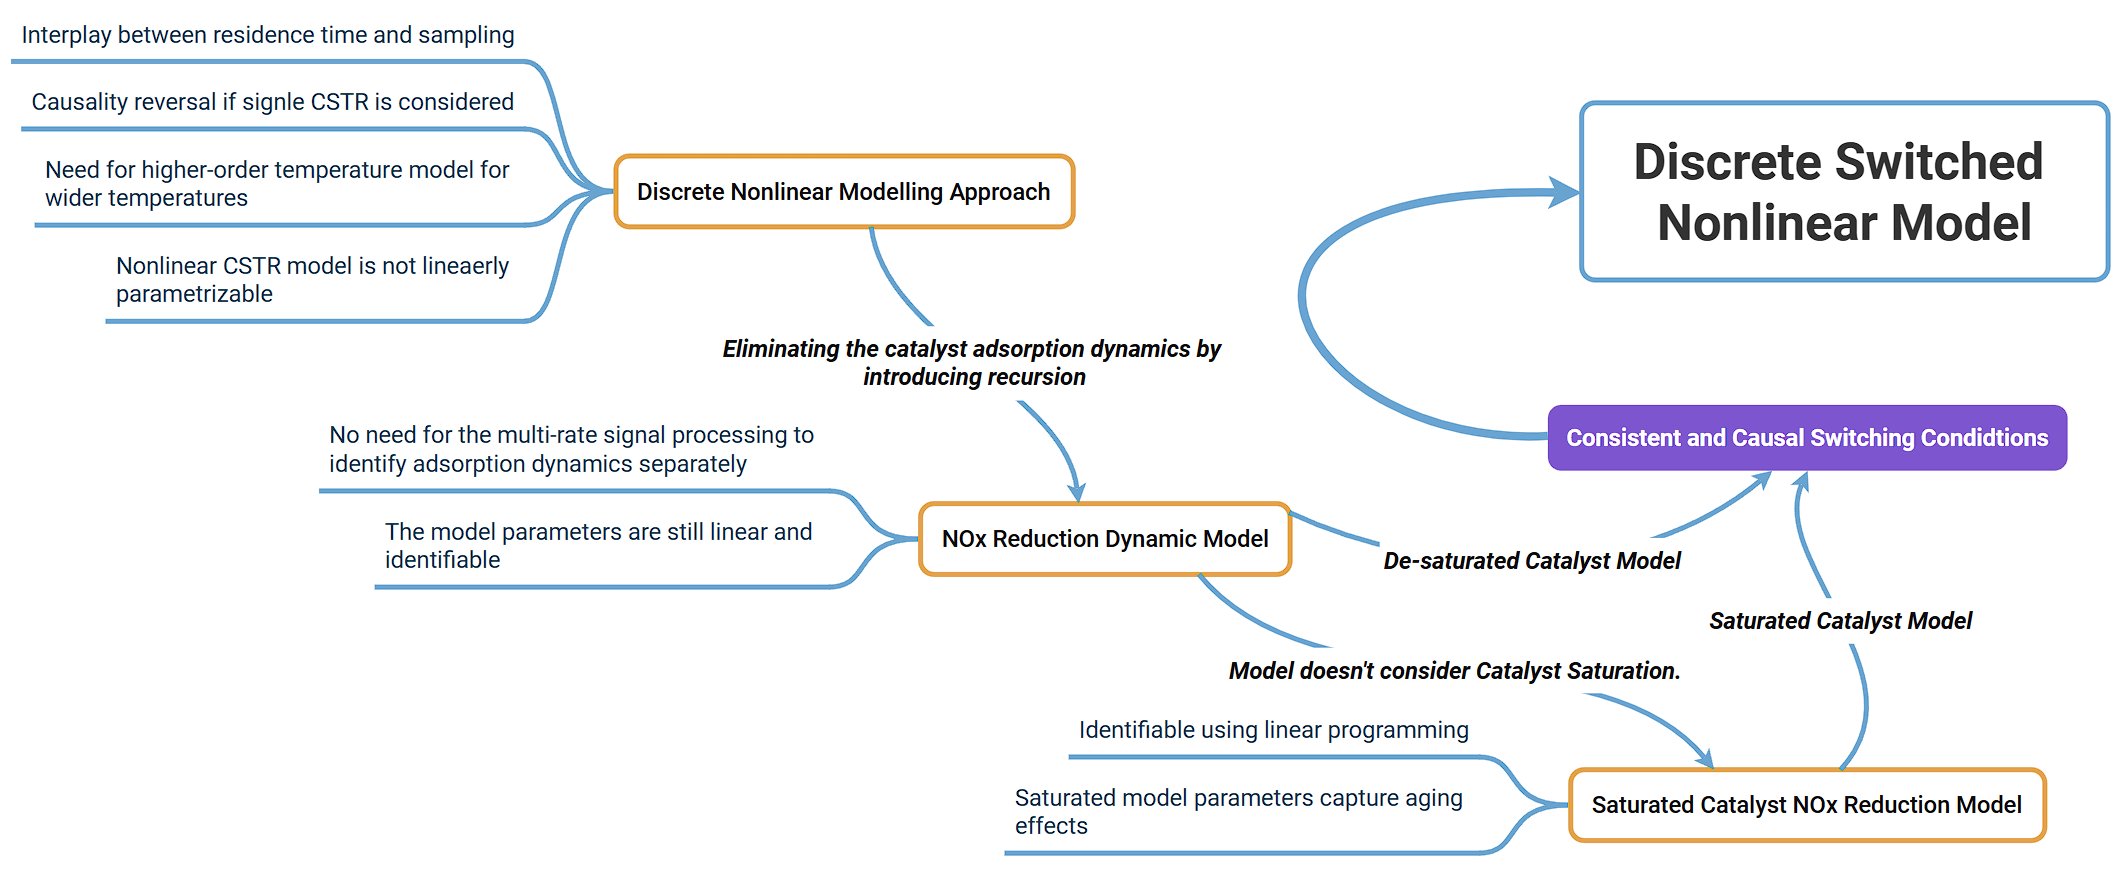 Interplay between residence time and sampling
Causality reversal if signle CSTR is considered
Need for higher-order temperature model for
wider temperatures
Nonlinear CSTR model is not lineaerly
parametrizable
Discrete Nonlinear Modelling Approach
Discrete Switched
Nonlinear Model
Eliminating the catalyst adsorption dynamics by
introducing recursion
No need for the multi-rate signal processing to
identify adsorption dynamics separately
The model parameters are still linear and
identifiable
NOx Reduction Dynamic Model
Consistent and Causal Switching Condidtions
De-saturated Catalyst Model
Saturated Catalyst Model
Model doesn't consider Catalyst Saturation.
Identifiable using linear programming
Saturated model parameters capture aging
effects
Saturated Catalyst NOx Reduction Model